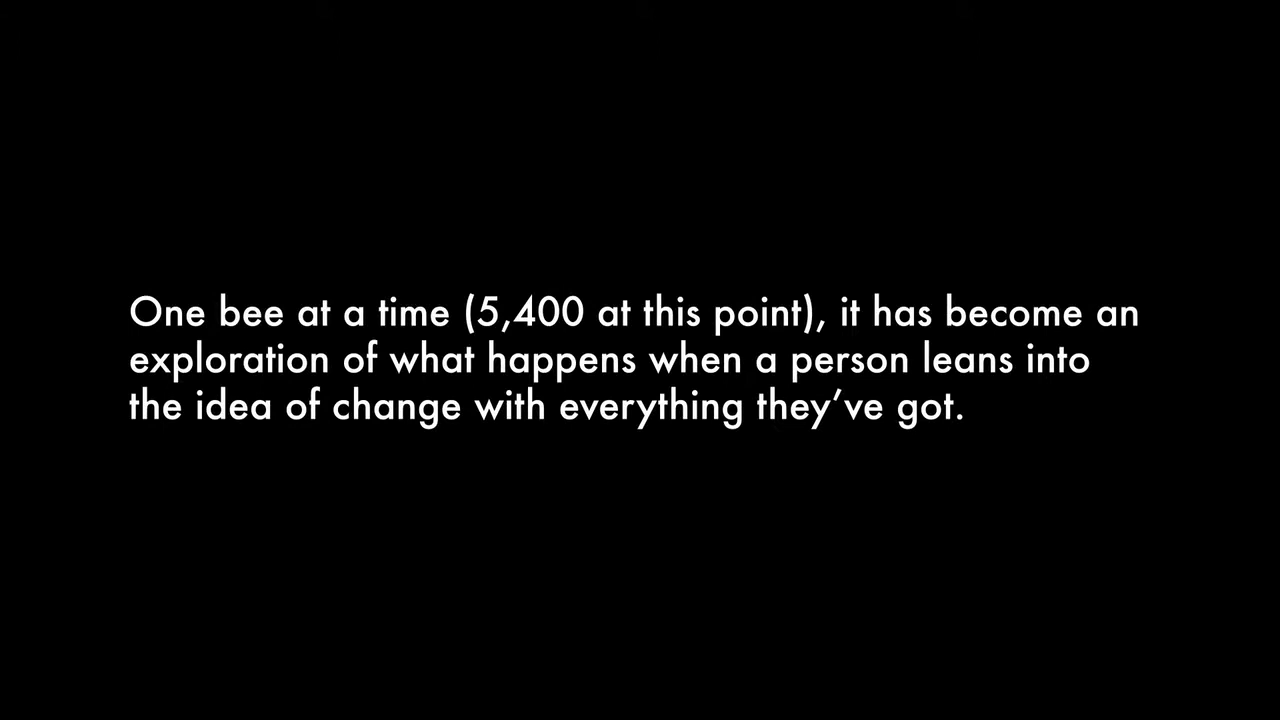 One bee at a time (5,400 at this point), it has become an
exploration of what happens when a person leans into
the idea of change with everything they’ve got.